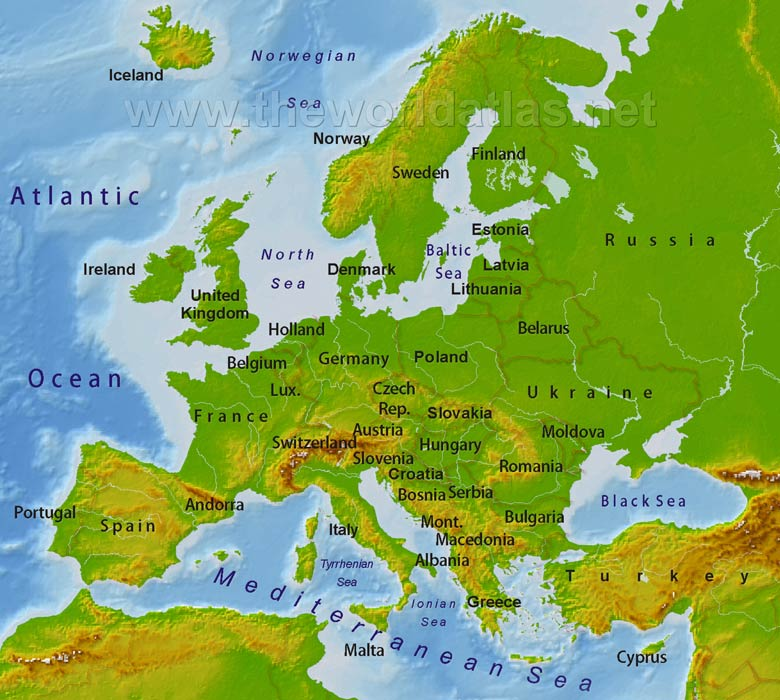 Norwegian
Sea
Iceland
www.theworldatlas.net
Norway
Finland
Sweden
Atlantic
Estonia
Russia
North
Sea
Baltic
Sea
Ireland
Denmark
Latvia
Lithuania
United
Kingdom
Holland
Belarus
Belgium
Germany
Poland
Ocean
Lux.
Czech
Rep.
Ukraine
France
Slovakia
Austria
Moldova
Switzerland
Hungary
Slovenia
Romania
Croatia
Andorra
Bosnia
Serbia
Black Sea
Portugal
Spain
Italy
Mont.
Bulgaria
Macedonia
Albania
Tyrrhenian
Sea
Turkey
Mediterranean Sea
Ionian
Sea
Greece
Malta
Cyprus